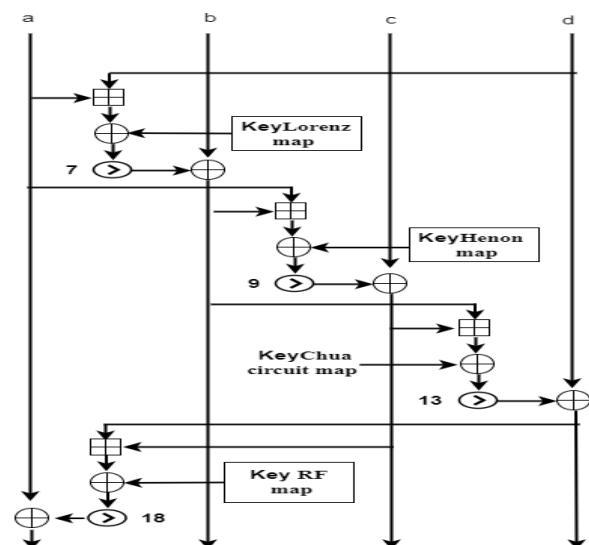 a b c d
KeyLorenz
map
7
KeyHenon
map
9
KeyChua
circuit map
13
Key RF
map
18